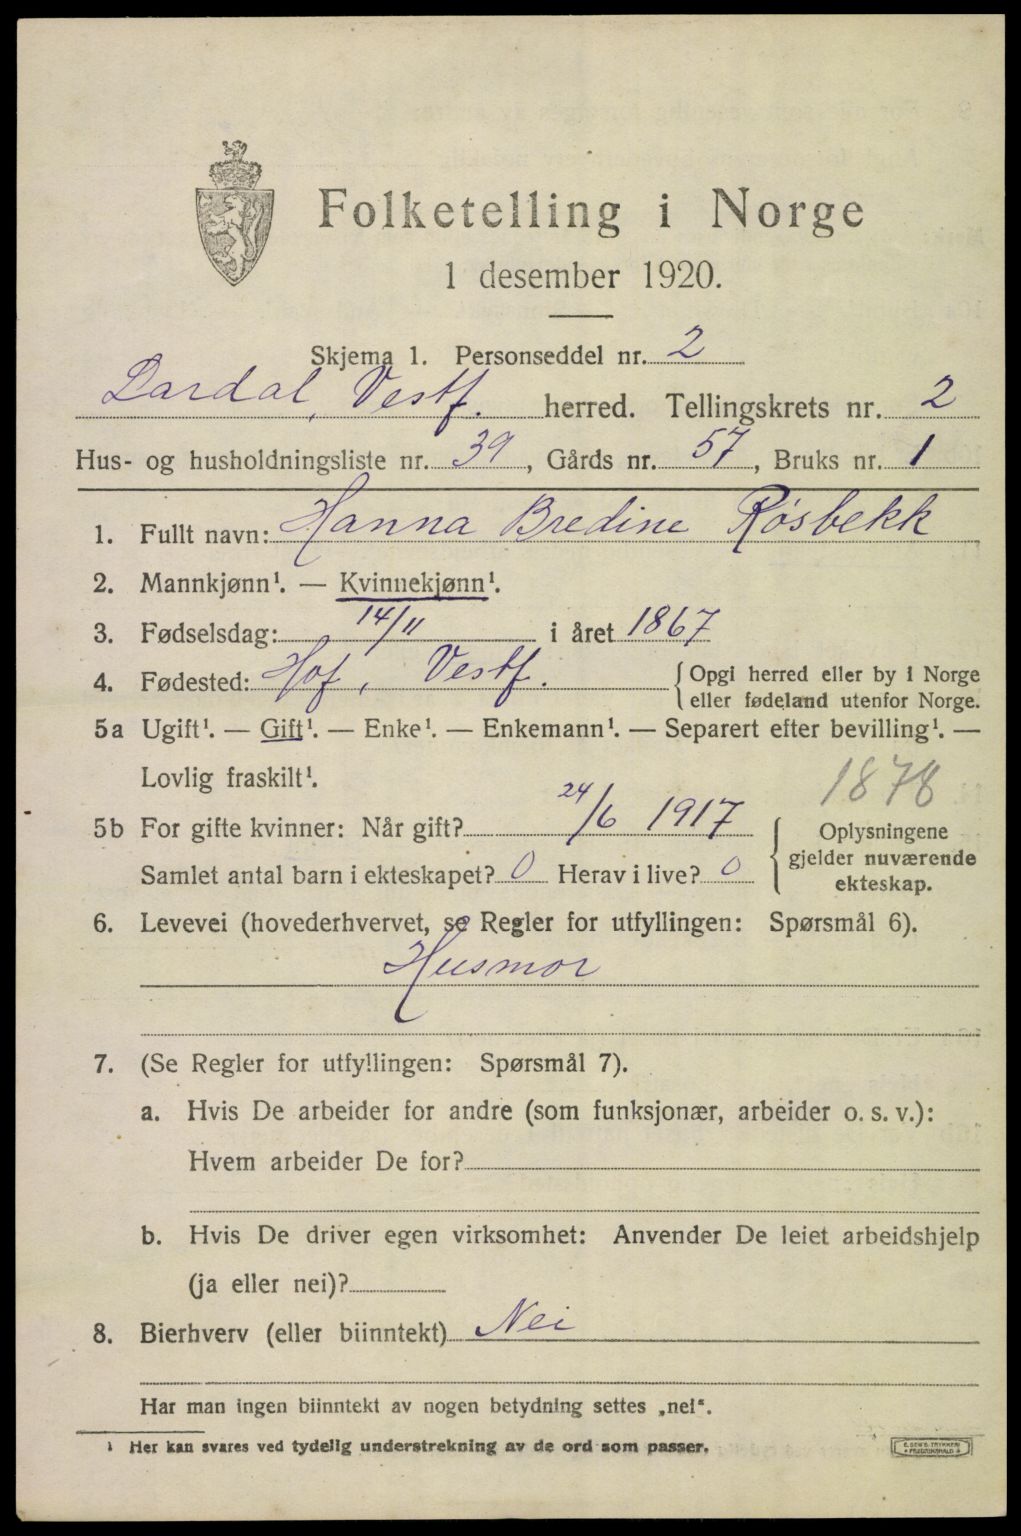 Folketelling i Norge
1 desember 1920.
Skjema 1. Personseddel nr. 2
Lardal, Vestf. herred. Tellingskrets nr. 2
Hus- og husholdningsliste nr. 39, Gårds nr. 57, Bruks nr. 1
1. Fullt navn: Hanna Bredine Røsbekk
2. Mannkjønn¹. — Kvinnekjønn¹.
3. Fødselsdag: 14/11 i året 1867
4. Fødested: Hof, Vestf. { Opgi herred eller by i Norge
eller fødeland utenfor Norge.
5a Ugift¹. — Gift¹. — Enke¹. — Enkemann¹. — Separert efter bevilling¹. —
Lovlig fraskilt¹.
1878
5b For gifte kvinner: Når gift? 24/6 1917 { Oplysningene
gjelder nuværende
ekteskap.
Samlet antal barn i ekteskapet? 0 Herav i live? 0
6. Levevei (hovederhvervet, se Regler for utfyllingen: Spørsmål 6).
Husmor
7. (Se Regler for utfyllingen: Spørsmål 7).
a. Hvis De arbeider for andre (som funksjonær, arbeider o. s. v.):
Hvem arbeider De for?
b. Hvis De driver egen virksomhet: Anvender De leiet arbeidshjelp
(ja eller nei)?
8. Bierhverv (eller biinntekt) Nei
Har man ingen biinntekt av nogen betydning settes „nei“.
¹ Her kan svares ved tydelig understrekning av de ord som passer.